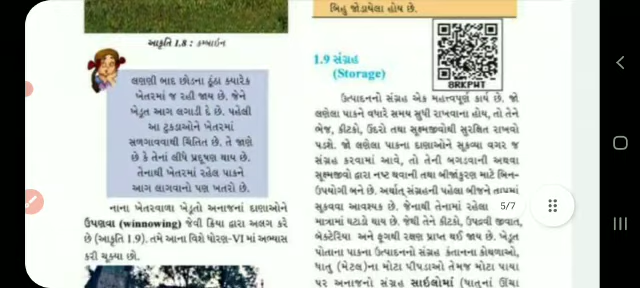 બિહુ જોડાયેલા હોય છે.
આકૃતિ 1.8 : કમ્બાઇન
લણણી બાદ છોડના ઠૂંઠા ક્યારેક
ખેતરમાં જ રહી જાય છે. જેને
ખેડૂત આગ લગાડી દે છે. પહેલી
આ ટુકડાઓને ખેતરમાં
સળગાવવાથી ચિંતિત છે. તે જાણે
છે કે તેનાં લીધે પ્રદૂષણ થાય છે.
તેનાથી ખેતરમાં રહેલ પાકને
આગ લાગવાનો પણ ખતરો છે.
નાના ખેતરવાળા ખેડૂતો અનાજનાં દાણાઓને
ઉપણવા (winnowing) જેવી ક્રિયા દ્વારા અલગ કરે
છે (આકૃતિ 1.9). તમે આના વિશે ધોરણ-VI માં અભ્યાસ
કરી ચૂક્યા છો.
8RKPWT
1.9 સંગ્રહ
(Storage)
ઉત્પાદનનો સંગ્રહ એક મહત્ત્વપૂર્ણ કાર્ય છે. જો
લણેલા પાકને વધારે સમય સુધી રાખવાના હોય, તો તેને
ભેજ, કીટકો, ઉંદરો તથા સૂક્ષ્મજીવોથી સુરક્ષિત રાખવો
પડશે. જો લણેલા પાકના દાણાઓને સૂકવ્યા વગર જ
સંગ્રહ કરવામાં આવે, તો તેની બગડવાની અથવા
સૂક્ષ્મજીવો દ્વારા નષ્ટ થવાની તથા બીજાંકુરણ માટે બિન-
ઉપયોગી બને છે. અર્થાત્ સંગ્રહની પહેલા બીજને તાપમાં
સૂકવા આવશ્યક છે. જેનાથી તેનામાં રહેલા
માત્રામાં ઘટાડો થાય છે. જેથી તેને કીટકો, ઉપદ્રવી જીવાત,
બેક્ટેરિયા અને ફૂગથી રક્ષણ પ્રાપ્ત થઈ જાય છે. ખેડૂત
પોતાના પાકના ઉત્પાદનનો સંગ્રહ કંતાનના કોથળાઓ,
ધાતુ (મેટલ)ના મોટા પીપડાઓ તેમજ મોટા પાયા
પર અનાજનો સંગ્રહ સાઇલોમાં (ધાતુનાં ઊંચા
5/7